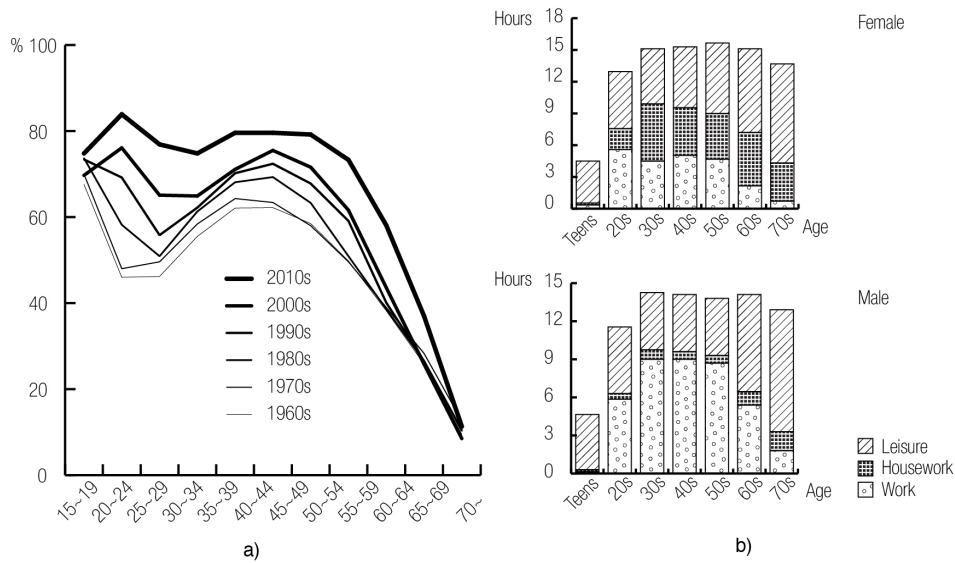 % 100
80
60
40
20
0
2010s
2000s
1990s
1980s
1970s
1960s
15~19
20~24
25~29
30~34
35~39
40~44
45~49
50~54
55~59
60~64
65~69
70~
a)
Hours
18
15
12
9
6
3
0
Female
Teens
20s
30s
40s
50s
60s
70s
Age
Hours
15
12
9
6
3
0
Male
Teens
20s
30s
40s
50s
60s
70s
Age
Leisure
Housework
Work
b)